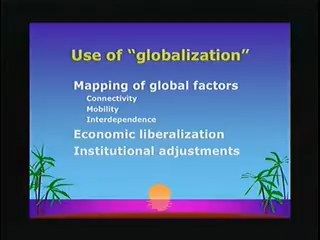 Use of “globalization”
Mapping of global factors
Connectivity
Mobility
Interdependence
Economic liberalization
Institutional adjustments